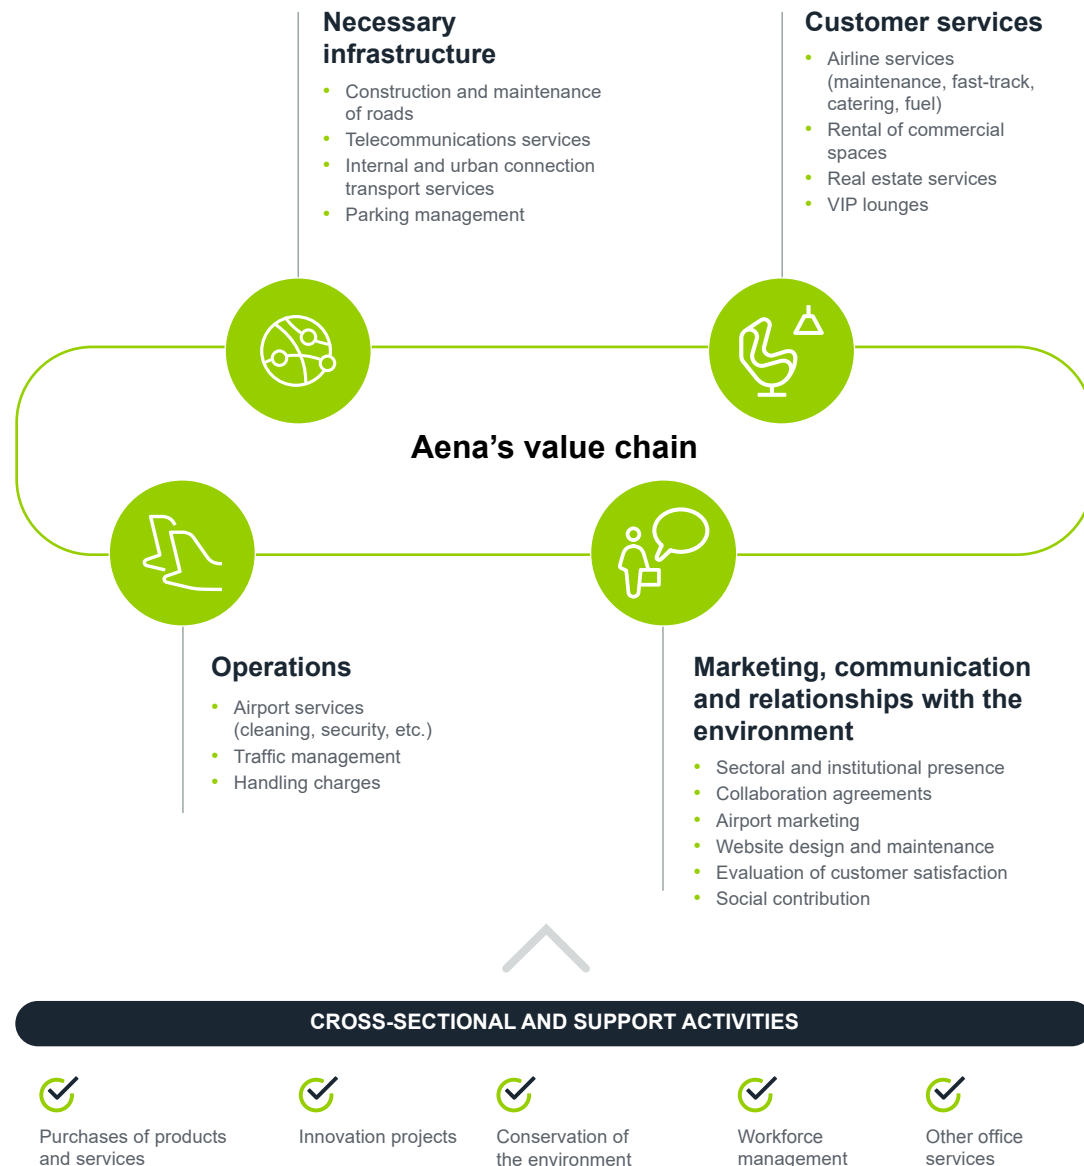 Necessary
infrastructure
• Construction and maintenance
of roads
• Telecommunications services
• Internal and urban connection
transport services
• Parking management
Customer services
• Airline services
(maintenance, fast-track,
catering, fuel)
• Rental of commercial
spaces
• Real estate services
• VIP lounges
Aena’s value chain
Operations
• Airport services
(cleaning, security, etc.)
• Traffic management
• Handling charges
Marketing, communication
and relationships with the
environment
• Sectoral and institutional presence
• Collaboration agreements
• Airport marketing
• Website design and maintenance
• Evaluation of customer satisfaction
• Social contribution
CROSS-SECTIONAL AND SUPPORT ACTIVITIES
Purchases of products
and services
Innovation projects
Conservation of
the environment
Workforce
management
Other office
services